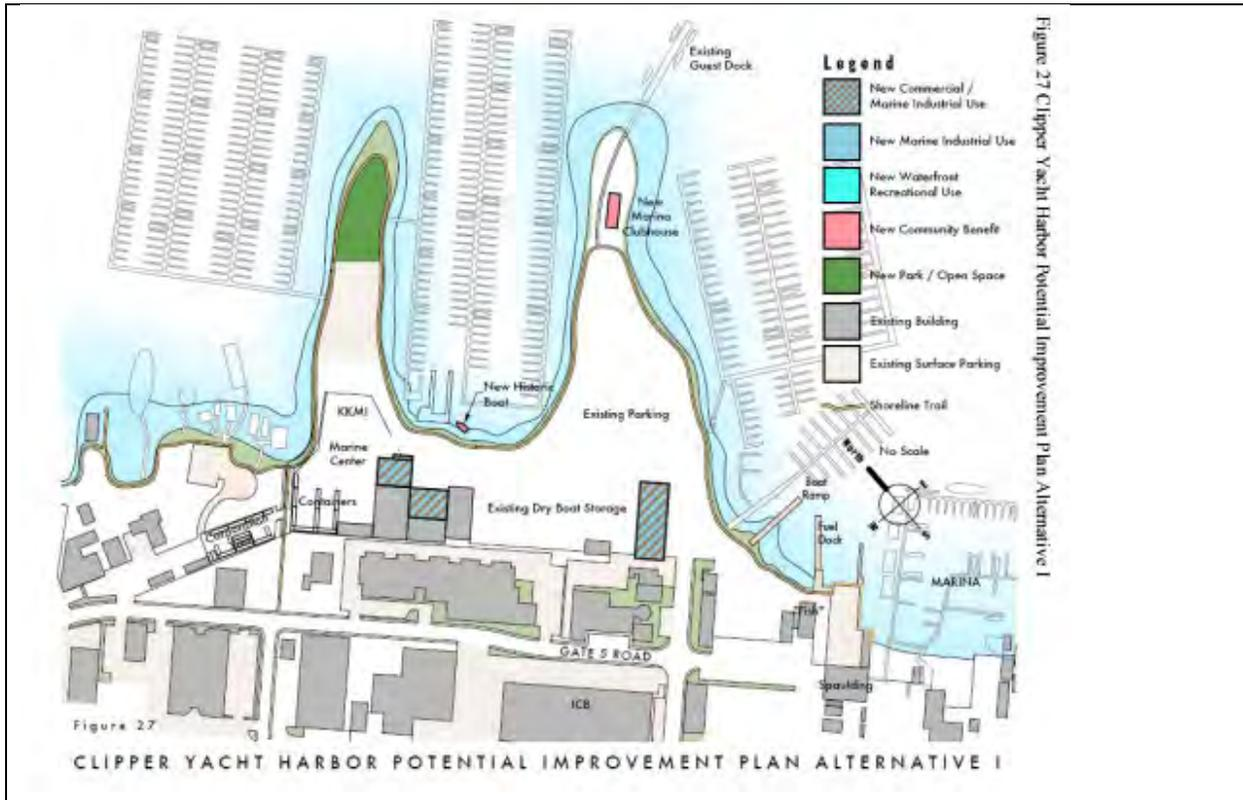 Existing
Guest Dock
Legend
New Commercial /
Marine Industrial Use
New Marine Industrial Use
New Waterfront
Recreational Use
New Community Benefit
New Park / Open Space
Existing Building
Existing Surface Parking
Shoreline Trail
North
No Scale
New
Marina
Clubhouse
New Historic
Boat
Existing Parking
KKMI
Marine
Center
Containers
Existing Dry Boat Storage
Boat
Ramp
Fuel
Dock
MARINA
"Fish"
GATE 5 ROAD
Spaulding
ICB
Figure 27
CLIPPER YACHT HARBOR POTENTIAL IMPROVEMENT PLAN ALTERNATIVE I
Figure 27 Clipper Yacht Harbor Potential Improvement Plan Alternative I